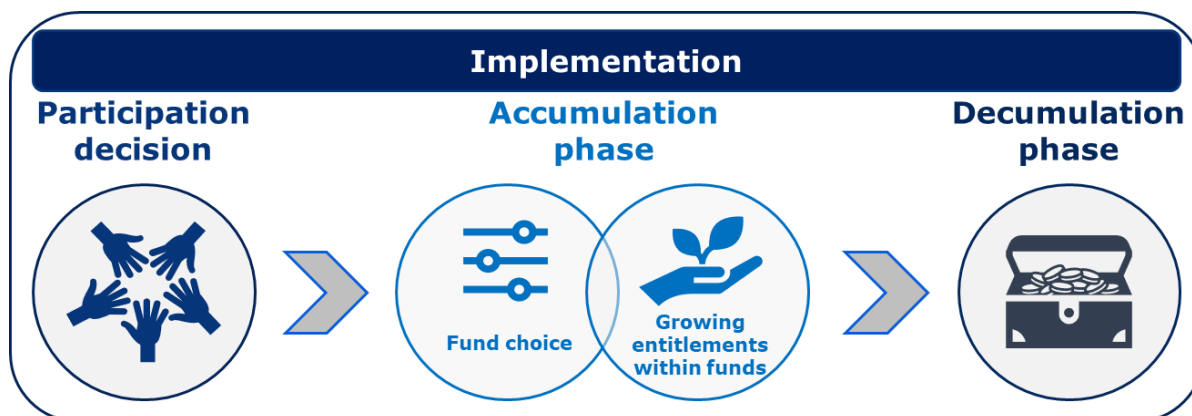 Implementation
Participation
decision
Accumulation
phase
Fund choice
Growing
entitlements
within funds
Decumulation
phase